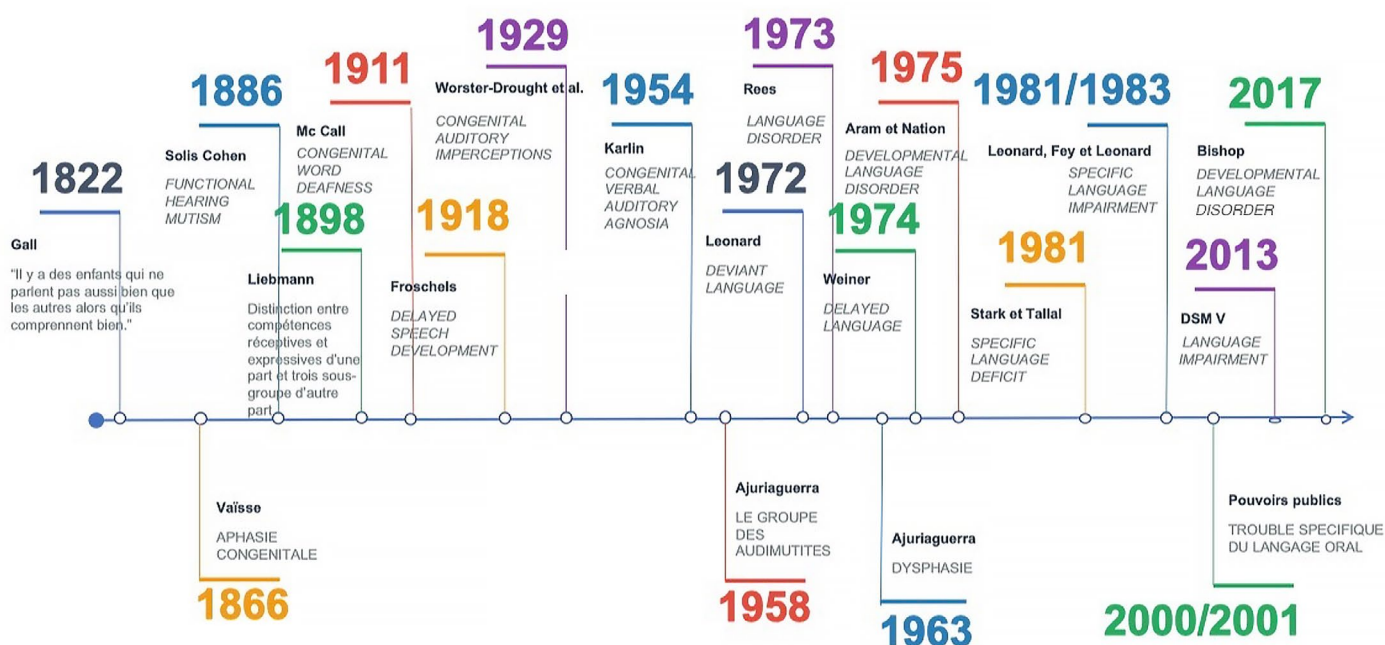 1822
Gall
"Il y a des enfants qui ne
parlent pas aussi bien que
les autres alors qu'ils
comprennent bien."
1866
Vaïsse
APHASIE
CONGENITALE
1886
Solis Cohen
FUNCTIONAL
HEARING
MUTISM
1898
Liebmann
Distinction entre
compétences
réceptives et
expressives d'une
part et trois sous-
groupe d'autre
part
1911
Mc Call
CONGENITAL
WORD
DEAFNESS
1918
Froschels
DELAYED
SPEECH
DEVELOPMENT
1929
Worster-Drought et al.
CONGENITAL
AUDITORY
IMPERCEPTIONS
1954
Karlin
CONGENITAL
VERBAL
AUDITORY
AGNOSIA
1958
Ajuriaguerra
LE GROUPE
DES
AUDIMUTITES
1972
Leonard
DEVIANT
LANGUAGE
1973
Rees
LANGUAGE
DISORDER
1963
Ajuriaguerra
DYSPHASIE
1974
Weiner
DELAYED
LANGUAGE
1975
Aram et Nation
DEVELOPMENTAL
LANGUAGE
DISORDER
1981
Stark et Tallal
SPECIFIC
LANGUAGE
DEFICIT
1981/1983
Leonard, Fey et Leonard
SPECIFIC
LANGUAGE
IMPAIRMENT
2000/2001
Pouvoirs publics
TROUBLE SPECIFIQUE
DU LANGAGE ORAL
2013
DSM V
LANGUAGE
IMPAIRMENT
2017
Bishop
DEVELOPMENTAL
LANGUAGE
DISORDER